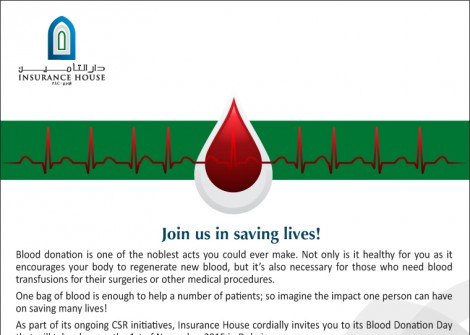 دار التأمين
INSURANCE HOUSE
Join us in saving lives!
Blood donation is one of the noblest acts you could ever make. Not only is it healthy for you as it
encourages your body to regenerate new blood, but it's also necessary for those who need blood
transfusions for their surgeries or other medical procedures.
One bag of blood is enough to help a number of patients; so imagine the impact one person can have
on saving many lives!
As part of its ongoing CSR initiatives, Insurance House cordially invites you to its Blood Donation Day